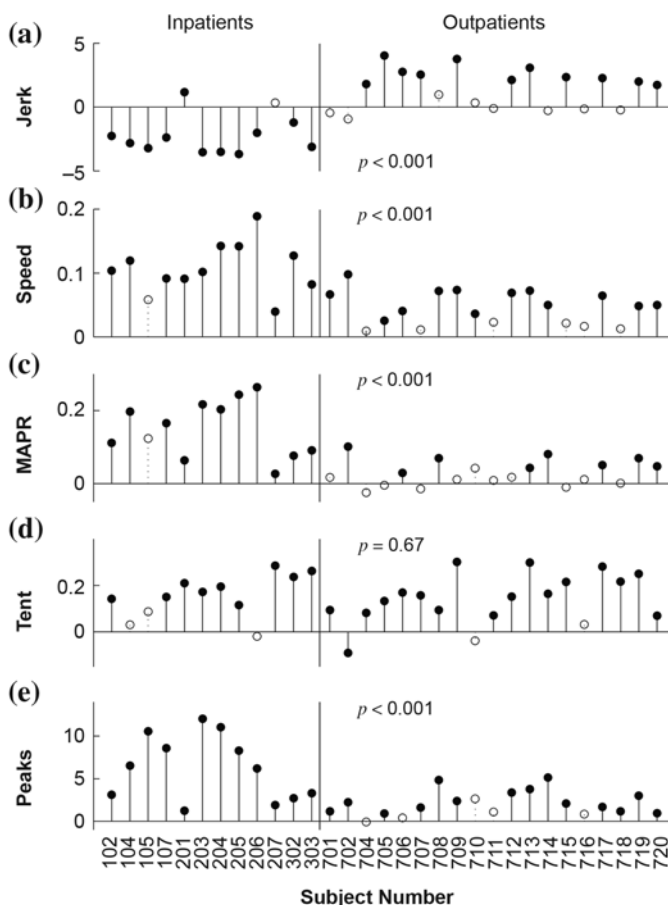 Inpatients Outpatients
(a)
Jerk
5
0
–5
p < 0.001
(b)
Speed
0.2
0.1
0
p < 0.001
(c)
MAPR
0.2
0
p < 0.001
(d)
Tent
0.2
0
p = 0.67
(e)
Peaks
10
5
0
p < 0.001
102 104 105 107 201 203 204 205 206 207 302 303 701 702 704 705 706 707 708 709 710 711 712 713 714 715 716 717 718 719 720
Subject Number